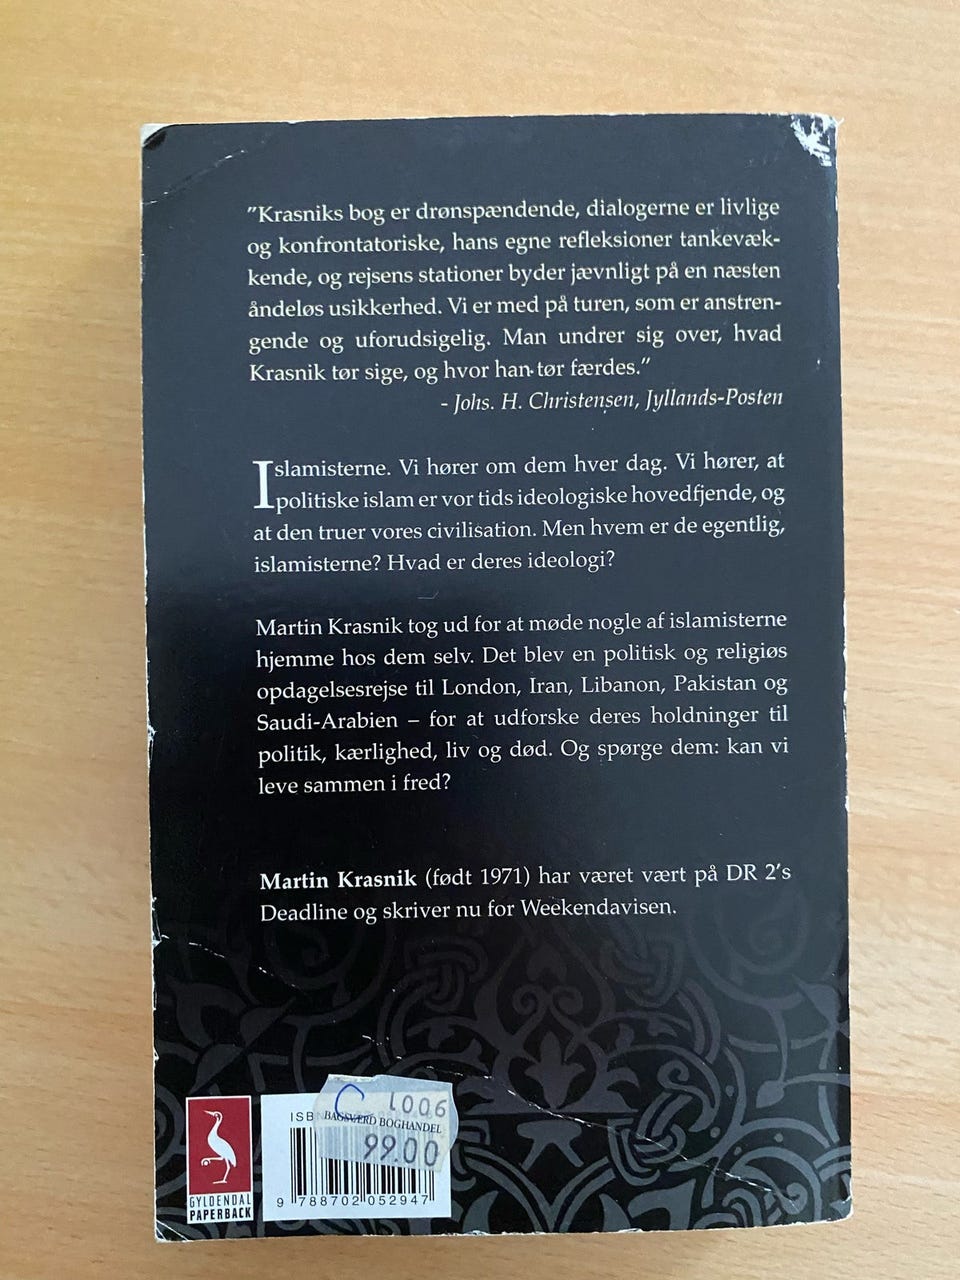 "Krasniks bog er drønspændende, dialogerne er livlige
og konfrontatoriske, hans egne refleksioner tankevæk-
kende, og rejsens stationer byder jævnligt på en næsten
åndeløs usikkerhed. Vi er med på turen, som er anstren-
gende og uforudsigelig. Man undrer sig over, hvad
Krasnik tør sige, og hvor han tør færdes."
- Johs. H. Christensen, Jyllands-Posten
Islamisterne. Vi hører om dem hver dag. Vi hører, at
politiske islam er vor tids ideologiske hovedfjende, og
at den truer vores civilisation. Men hvem er de egentlig,
islamisterne? Hvad er deres ideologi?
Martin Krasnik tog ud for at møde nogle af islamisterne
hjemme hos dem selv. Det blev en politisk og religiøs
opdagelsesrejse til London, Iran, Libanon, Pakistan og
Saudi-Arabien – for at udforske deres holdninger til
politik, kærlighed, liv og død. Og spørge dem: kan vi
leve sammen i fred?
Martin Krasnik (født 1971) har været vært på DR 2's
Deadline og skriver nu for Weekendavisen.
C 1006
BAGSVÆRD BOGHANDEL
99.00
9 788702 052947
GYLDENDAL
PAPERBACK